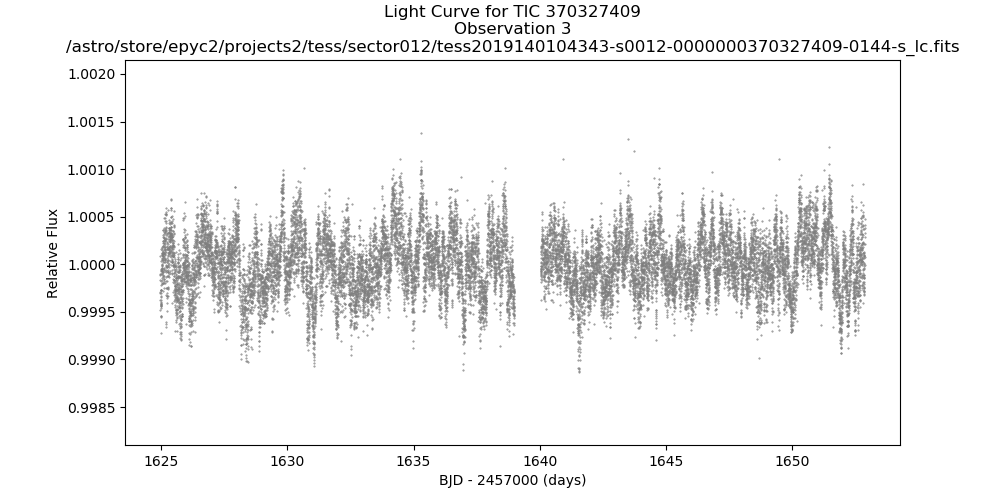 Light Curve for TIC 370327409
Observation 3
/astro/store/epyc2/projects2/tess/sector012/tess2019140104343-s0012-0000000370327409-0144-s_lc.fits
Relative Flux
1.0020
1.0015
1.0010
1.0005
1.0000
0.9995
0.9990
0.9985
1625 1630 1635 1640 1645 1650
BJD - 2457000 (days)